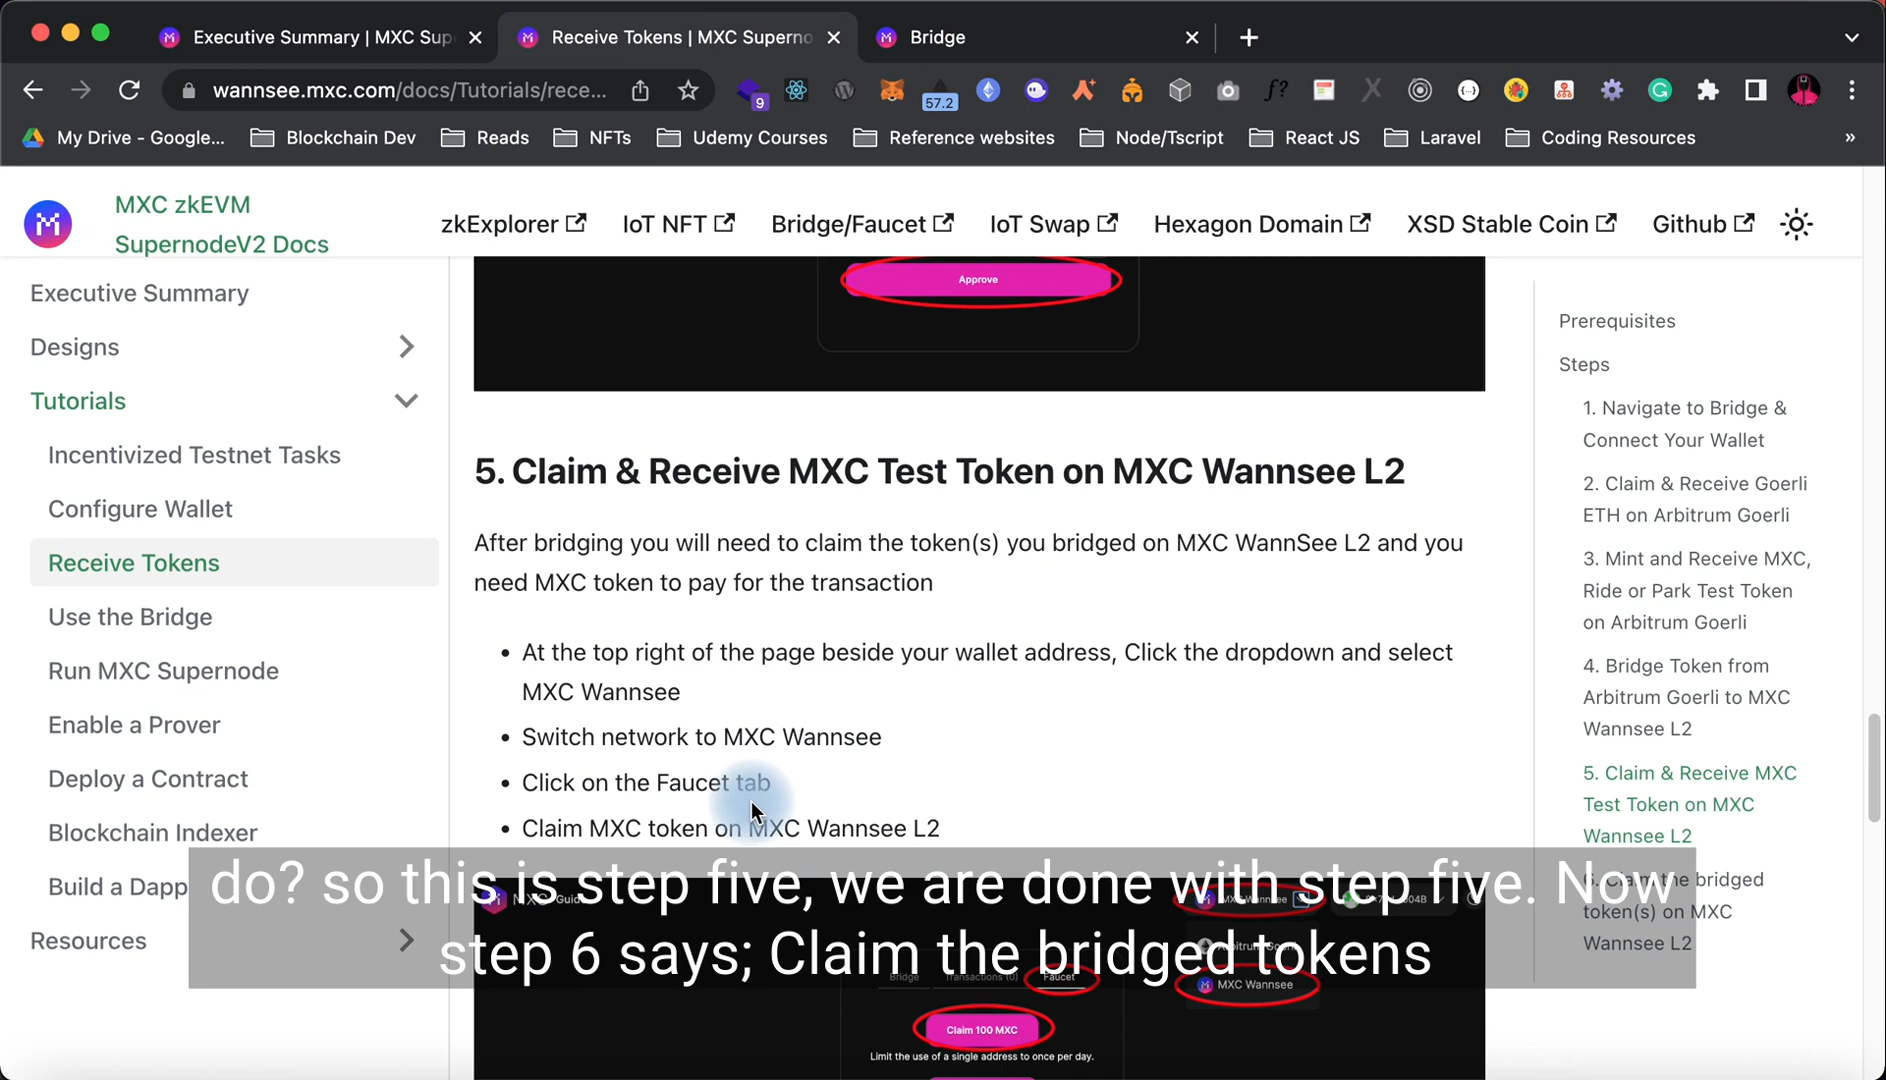 Executive Summary | MXC Sup
Receive Tokens | MXC Superno
Bridge
wannsee.mxc.com/docs/Tutorials/rece...
9
57.2
f?
My Drive - Google...
Blockchain Dev
Reads
NFTs
Udemy Courses
Reference websites
Node/Tscript
React JS
Laravel
Coding Resources
»
MXC zkEVM
SupernodeV2 Docs
zkExplorer
IoT NFT
Bridge/Faucet
IoT Swap
Hexagon Domain
XSD Stable Coin
Github
Executive Summary
Designs
Tutorials
Incentivized Testnet Tasks
Configure Wallet
Receive Tokens
Use the Bridge
Run MXC Supernode
Enable a Prover
Deploy a Contract
Blockchain Indexer
Build a Dapp
Resources
Approve
5. Claim & Receive MXC Test Token on MXC Wannsee L2
After bridging you will need to claim the token(s) you bridged on MXC WannSee L2 and you
need MXC token to pay for the transaction
• At the top right of the page beside your wallet address, Click the dropdown and select
MXC Wannsee
• Switch network to MXC Wannsee
• Click on the Faucet tab
• Claim MXC token on MXC Wannsee L2
Bridge
Transactions (0)
Faucet
MXC Wannsee
Claim 100 MXC
Limit the use of a single address to once per day.
Prerequisites
Steps
1. Navigate to Bridge &
Connect Your Wallet
2. Claim & Receive Goerli
ETH on Arbitrum Goerli
3. Mint and Receive MXC,
Ride or Park Test Token
on Arbitrum Goerli
4. Bridge Token from
Arbitrum Goerli to MXC
Wannsee L2
5. Claim & Receive MXC
Test Token on MXC
Wannsee L2
6. Claim the bridged
token(s) on MXC
Wannsee L2
do? so this is step five, we are done with step five. Now
step 6 says; Claim the bridged tokens